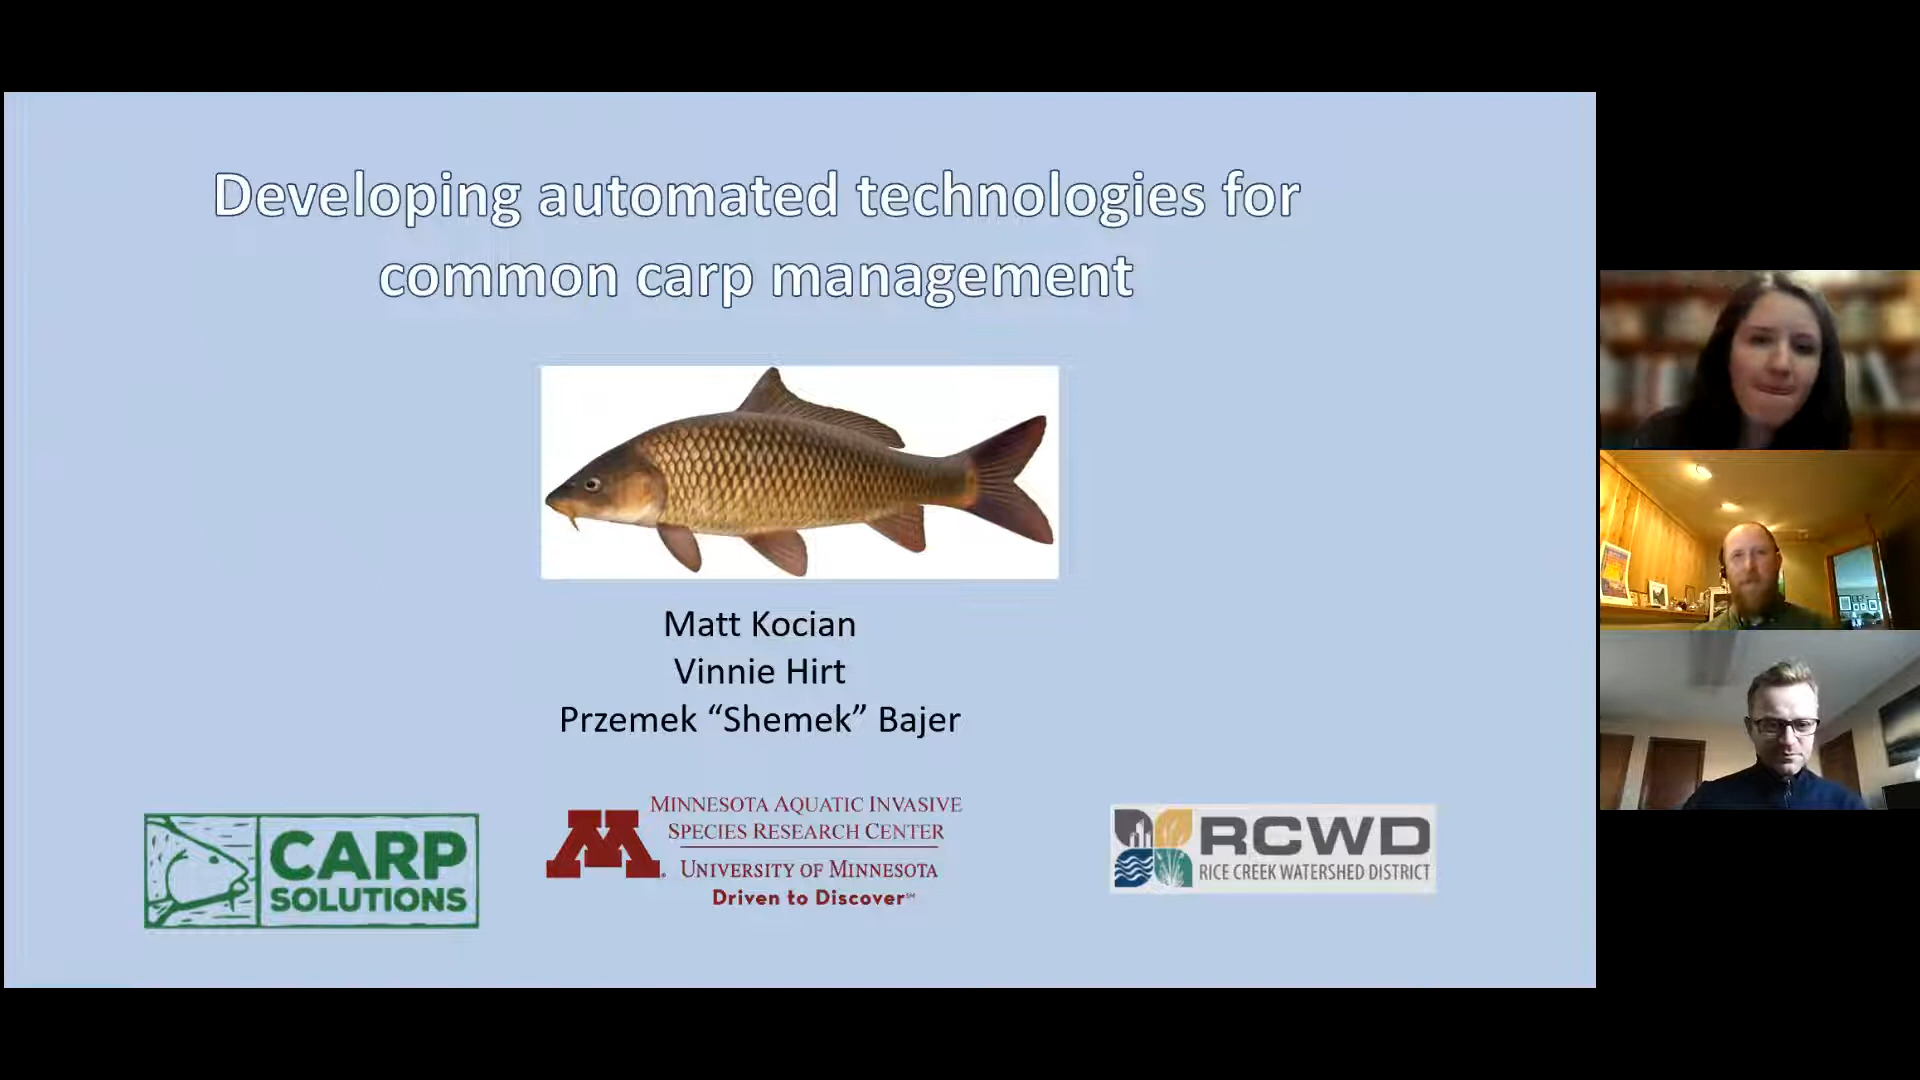 Developing automated technologies for
common carp management
Matt Kocian
Vinnie Hirt
Przemek “Shemek” Bajer
CARP
SOLUTIONS
MINNESOTA AQUATIC INVASIVE
SPECIES RESEARCH CENTER
UNIVERSITY OF MINNESOTA
Driven to Discover℠
RCWD
RICE CREEK WATERSHED DISTRICT